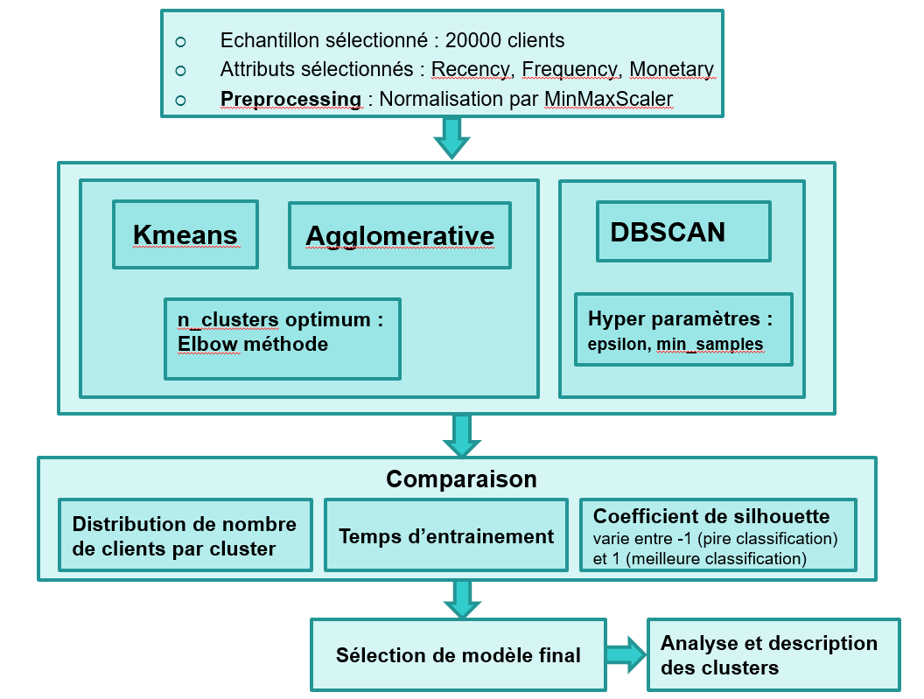 ○ Echantillon sélectionné : 20000 clients
○ Attributs sélectionnés : Recency, Frequency, Monetary
○ Preprocessing : Normalisation par MinMaxScaler
Kmeans
Agglomerative
n_clusters optimum :
Elbow méthode
DBSCAN
Hyper paramètres :
epsilon, min_samples
Comparaison
Distribution de nombre
de clients par cluster
Temps d'entrainement
Coefficient de silhouette
varie entre -1 (pire classification)
et 1 (meilleure classification)
Sélection de modèle final
Analyse et description
des clusters